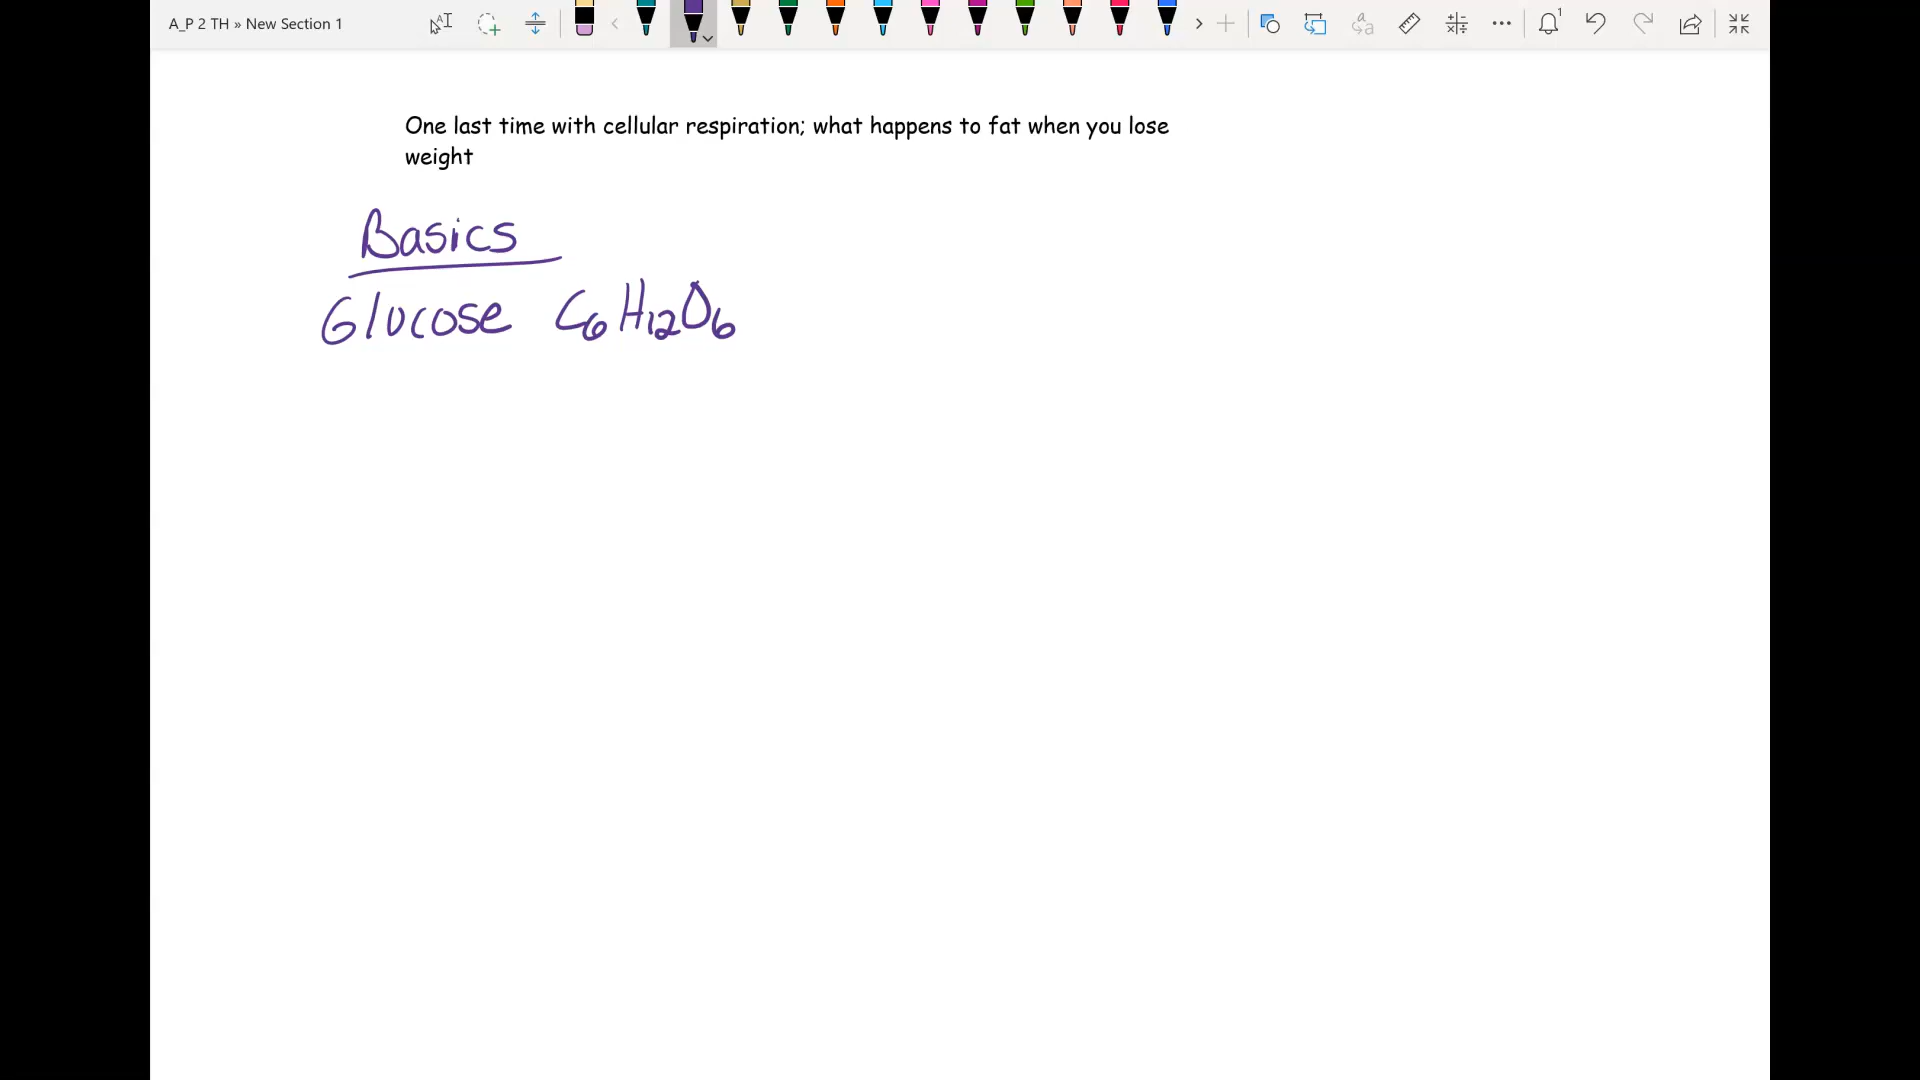 A_P 2 TH » New Section 1
One last time with cellular respiration; what happens to fat when you lose
weight
Basics
Glucose C₆H₁₂O₆